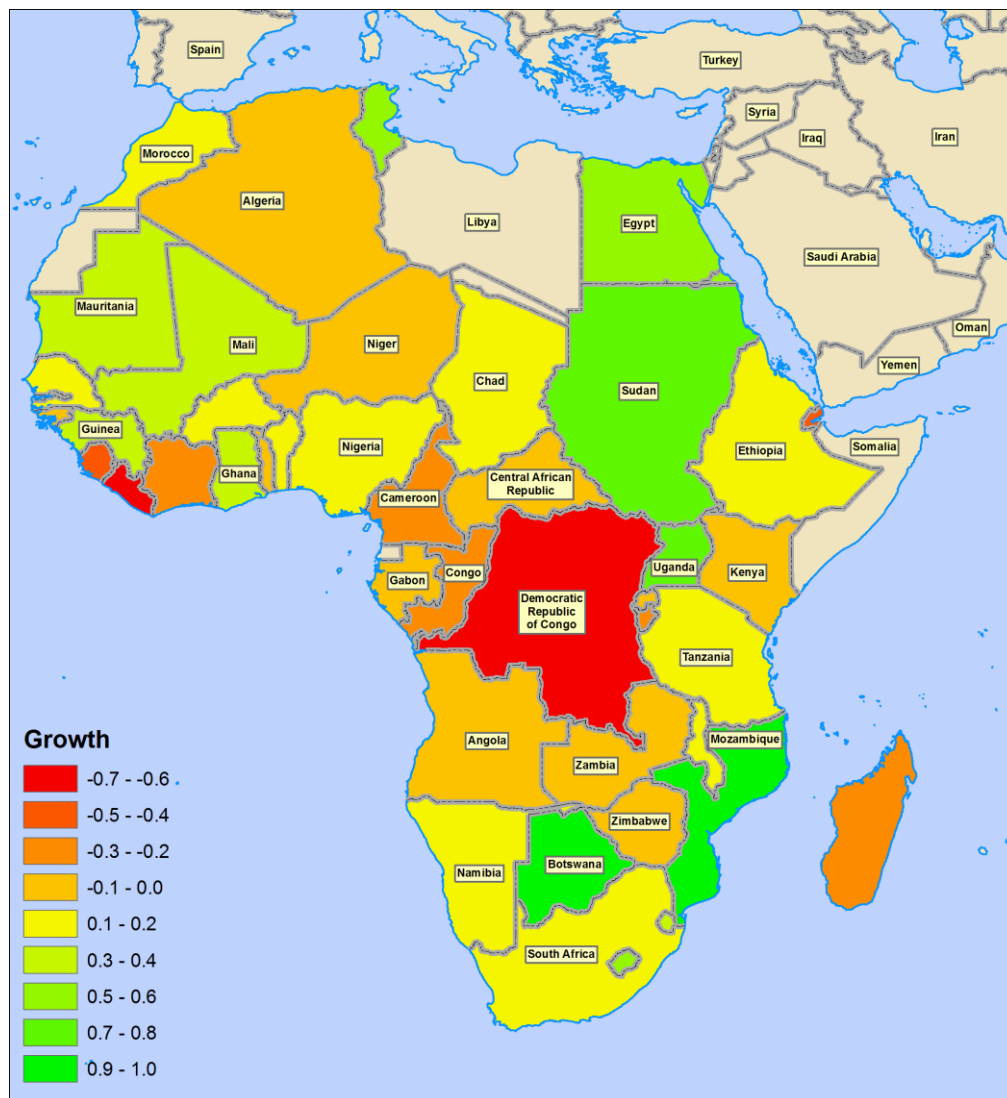 Spain
Turkey
Syria
Iraq
Iran
Morocco
Algeria
Libya
Egypt
Saudi Arabia
Mauritania
Mali
Niger
Chad
Sudan
Oman
Yemen
Guinea
Ghana
Nigeria
Ethiopia
Somalia
Cameroon
Central African
Republic
Gabon
Congo
Uganda
Kenya
Democratic
Republic
of Congo
Tanzania
Angola
Zambia
Mozambique
Zimbabwe
Namibia
Botswana
South Africa
Growth
-0.7 - -0.6
-0.5 - -0.4
-0.3 - -0.2
-0.1 - 0.0
0.1 - 0.2
0.3 - 0.4
0.5 - 0.6
0.7 - 0.8
0.9 - 1.0